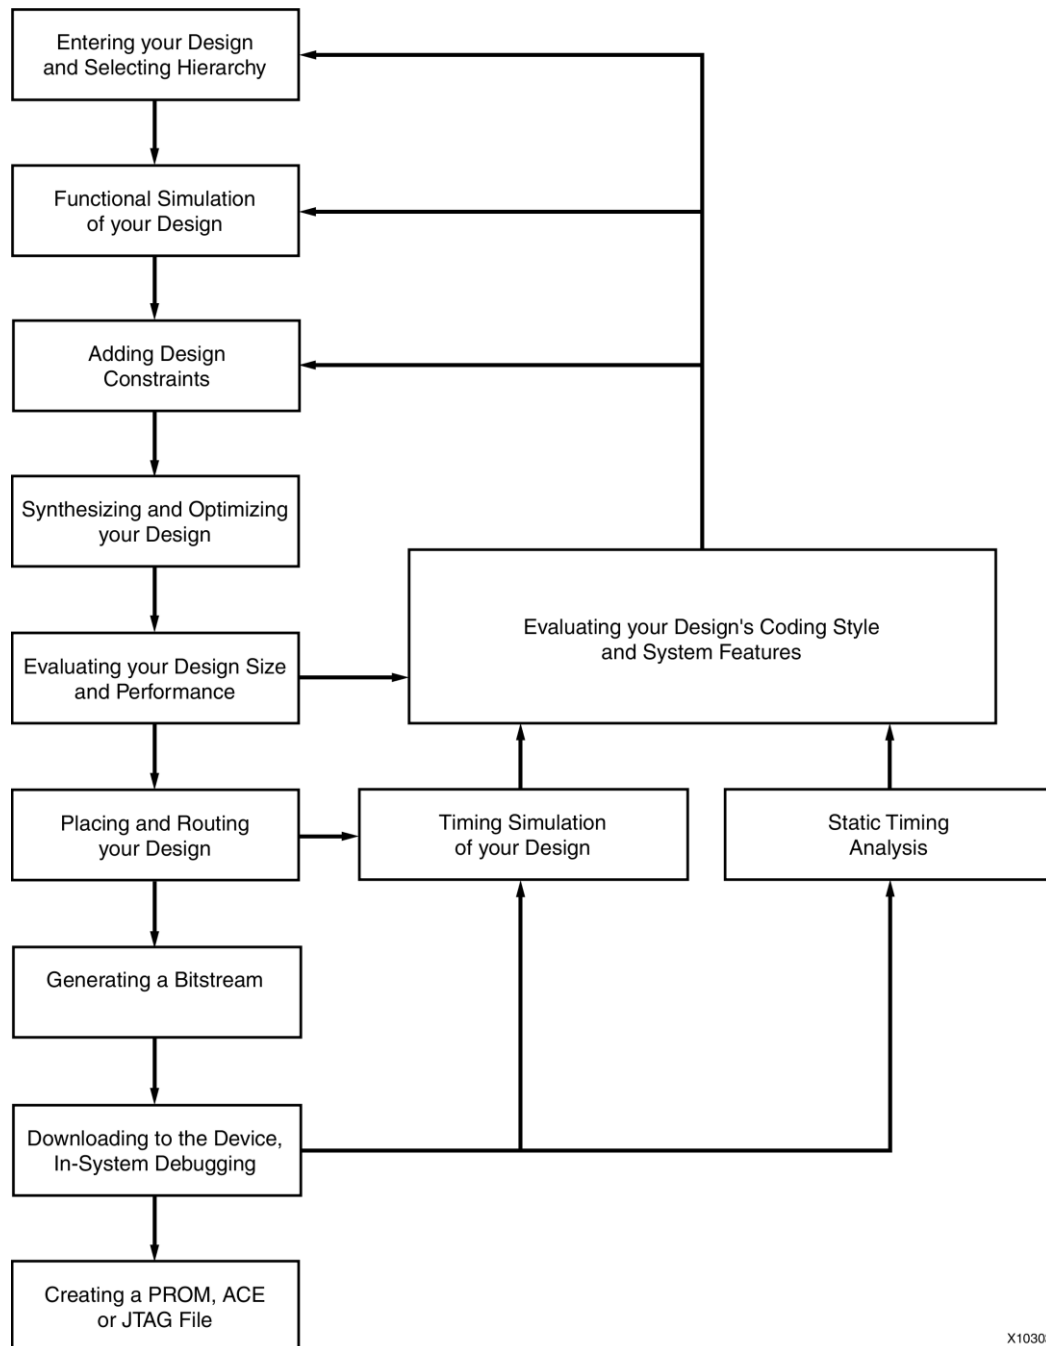 Entering your Design
and Selecting Hierarchy
Functional Simulation
of your Design
Adding Design
Constraints
Synthesizing and Optimizing
your Design
Evaluating your Design Size
and Performance
Evaluating your Design's Coding Style
and System Features
Placing and Routing
your Design
Timing Simulation
of your Design
Static Timing
Analysis
Generating a Bitstream
Downloading to the Device,
In-System Debugging
Creating a PROM, ACE
or JTAG File